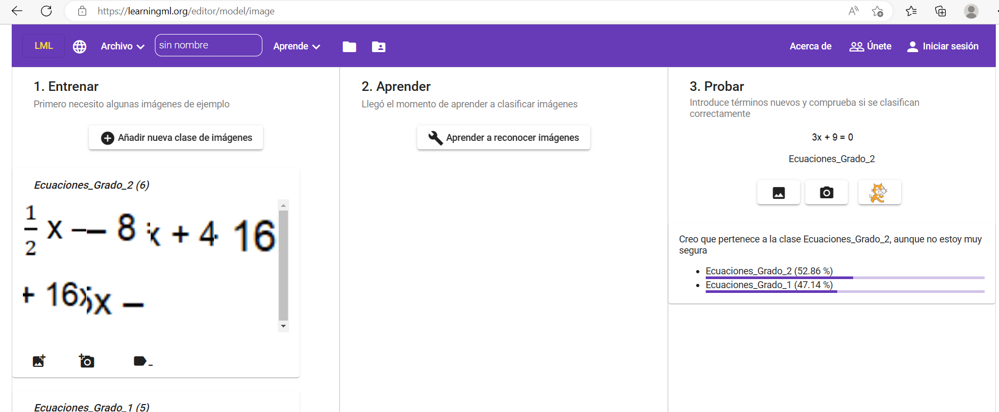 https://learningml.org/editor/model/image
LML Archivo sin nombre Aprende Acerca de Únete Iniciar sesión
1. Entrenar
Primero necesito algunas imágenes de ejemplo
Añadir nueva clase de imágenes
Ecuaciones_Grado_2 (6)
1/2 x – – 8 x + 4 16
+ 16x 5x –
Ecuaciones_Grado_1 (5)
2. Aprender
Llegó el momento de aprender a clasificar imágenes
Aprender a reconocer imágenes
3. Probar
Introduce términos nuevos y comprueba si se clasifican
correctamente
3x + 9 = 0
Ecuaciones_Grado_2
Creo que pertenece a la clase Ecuaciones_Grado_2, aunque no estoy muy
segura
Ecuaciones_Grado_2 (52.86 %)
Ecuaciones_Grado_1 (47.14 %)